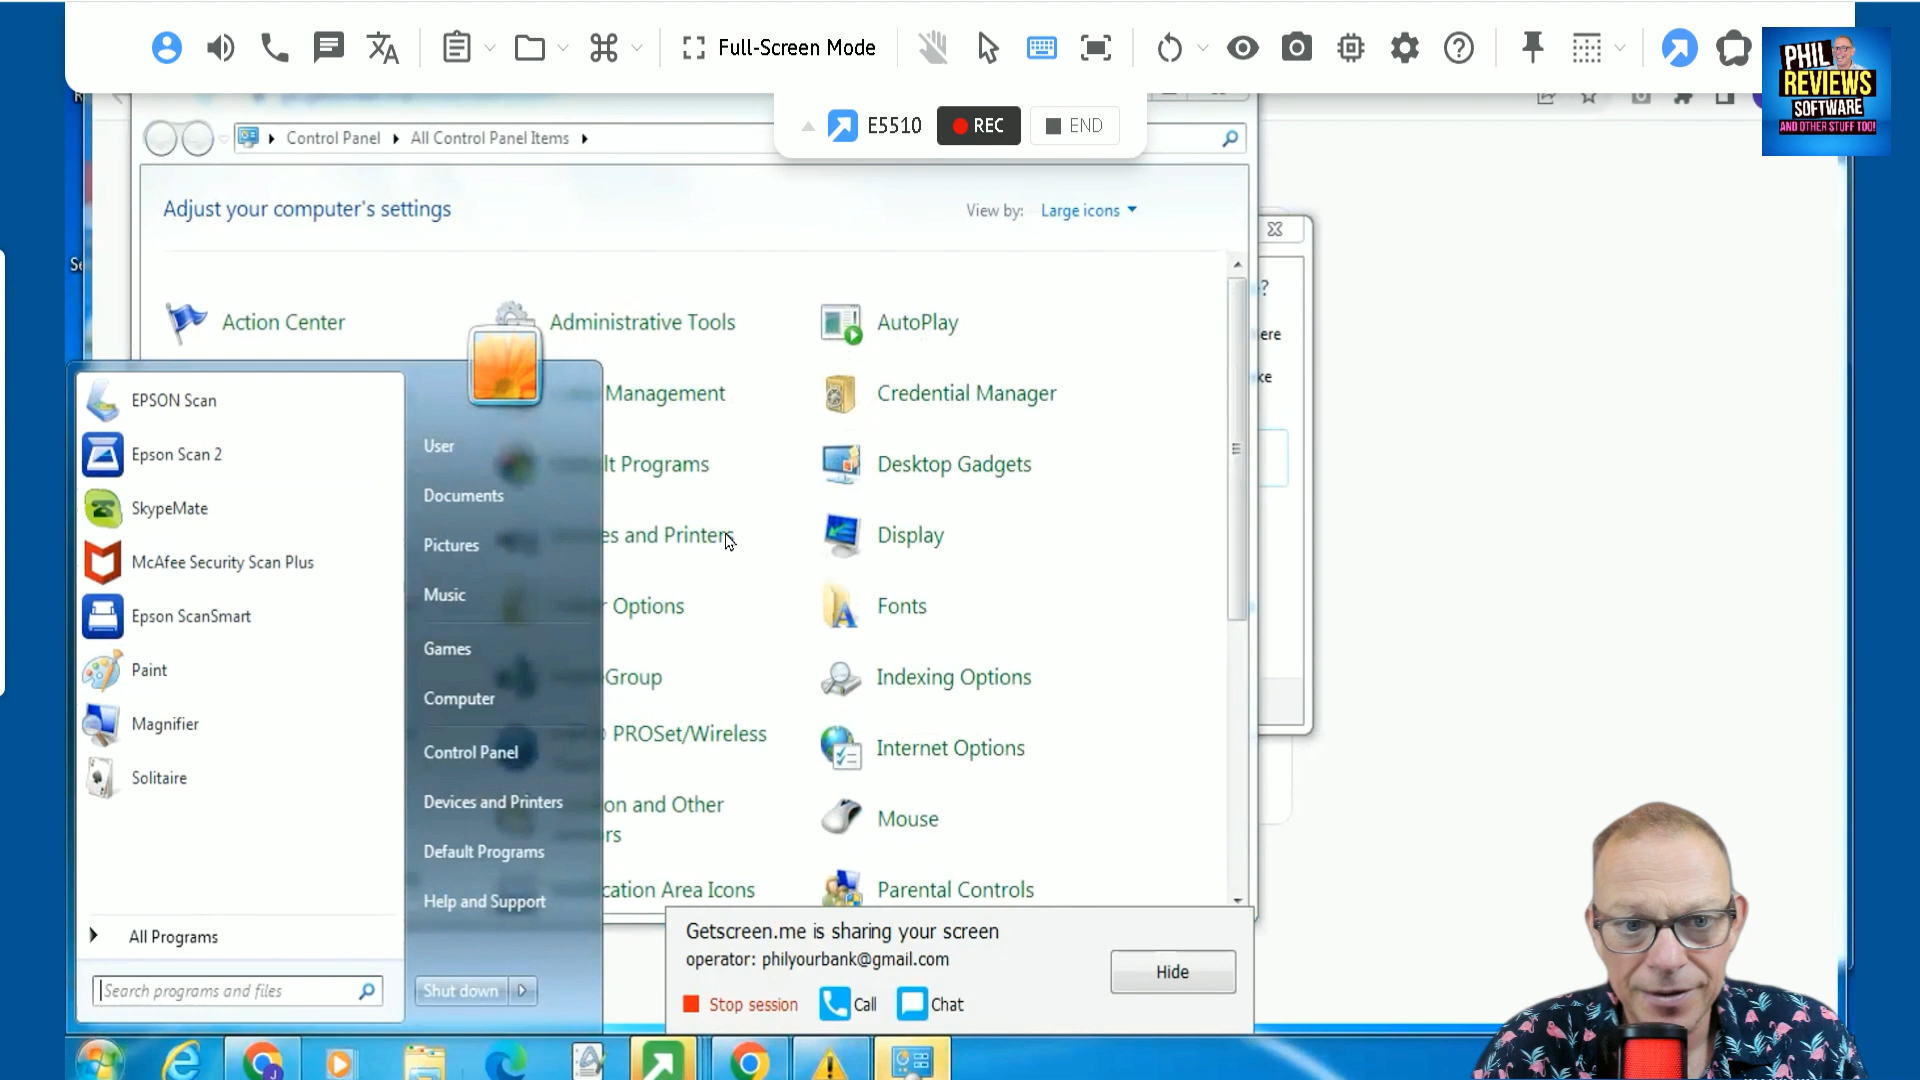 Full-Screen Mode
PHIL
REVIEWS
SOFTWARE
AND OTHER STUFF TOO!
E5510
REC
END
Control Panel
All Control Panel Items
Adjust your computer's settings
View by:
Large icons
Action Center
Administrative Tools
AutoPlay
Management
Credential Manager
lt Programs
Desktop Gadgets
es and Printers
Display
Options
Fonts
Group
Indexing Options
PROSet/Wireless
Internet Options
on and Other
rs
Mouse
cation Area Icons
Parental Controls
?
ere
ke
EPSON Scan
Epson Scan 2
SkypeMate
McAfee Security Scan Plus
Epson ScanSmart
Paint
Magnifier
Solitaire
All Programs
Search programs and files
User
Documents
Pictures
Music
Games
Computer
Control Panel
Devices and Printers
Default Programs
Help and Support
Shut down
Getscreen.me is sharing your screen
operator: philyourbank@gmail.com
Hide
Stop session
Call
Chat